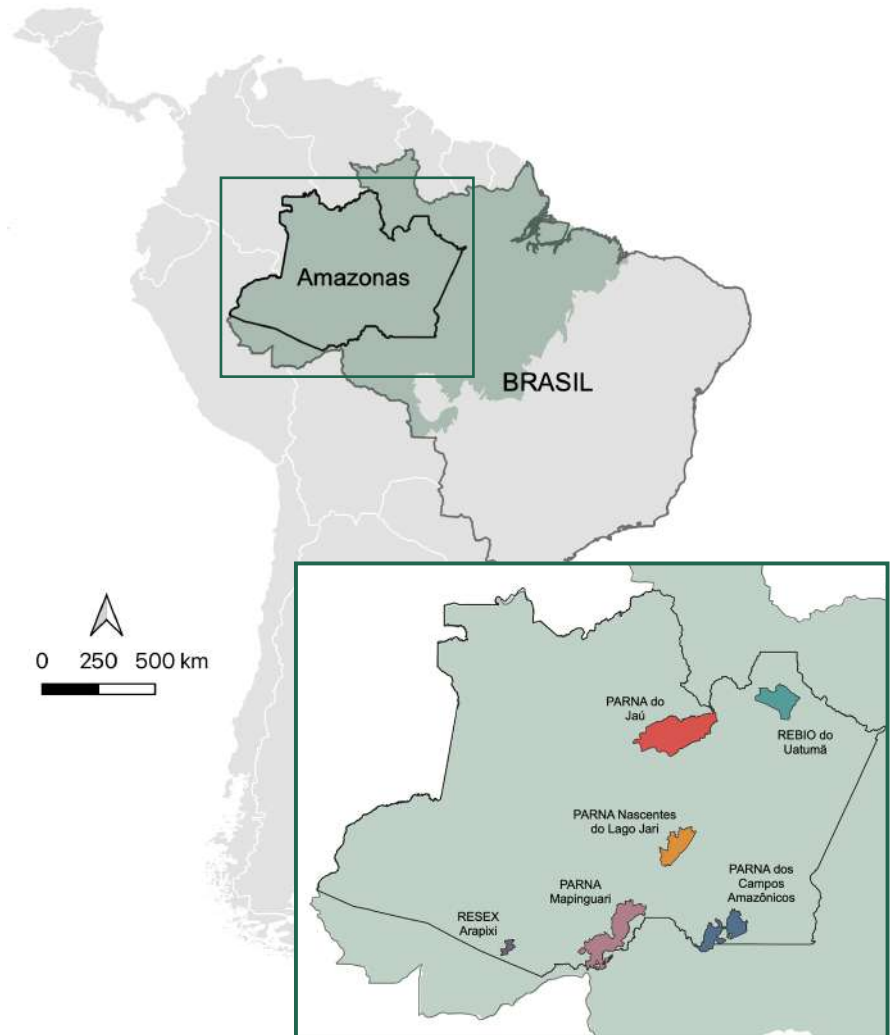 Amazonas
BRASIL
0 250 500 km
PARNA do
Jaú
REBIO do
Uatumã
PARNA Nascentes
do Lago Jari
PARNA dos
Campos
Amazônicos
PARNA
Mapinguari
RESEX
Arapixi